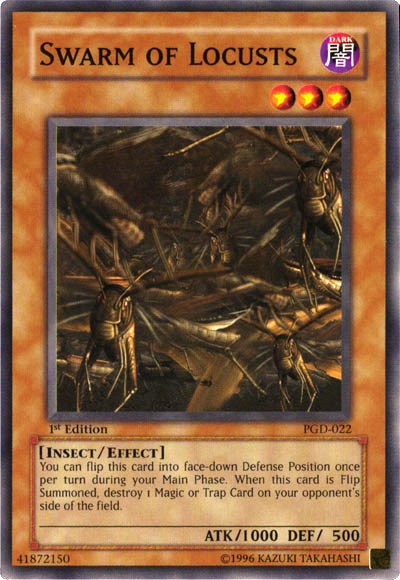 SWARM OF LOCUSTS
DARK
闇
1st Edition
PGD-022
[INSECT/EFFECT]
You can flip this card into face-down Defense Position once
per turn during your Main Phase. When this card is Flip
Summoned, destroy 1 Magic or Trap Card on your opponent's
side of the field.
ATK/1000 DEF/ 500
41872150
©1996 KAZUKI TAKAHASHI